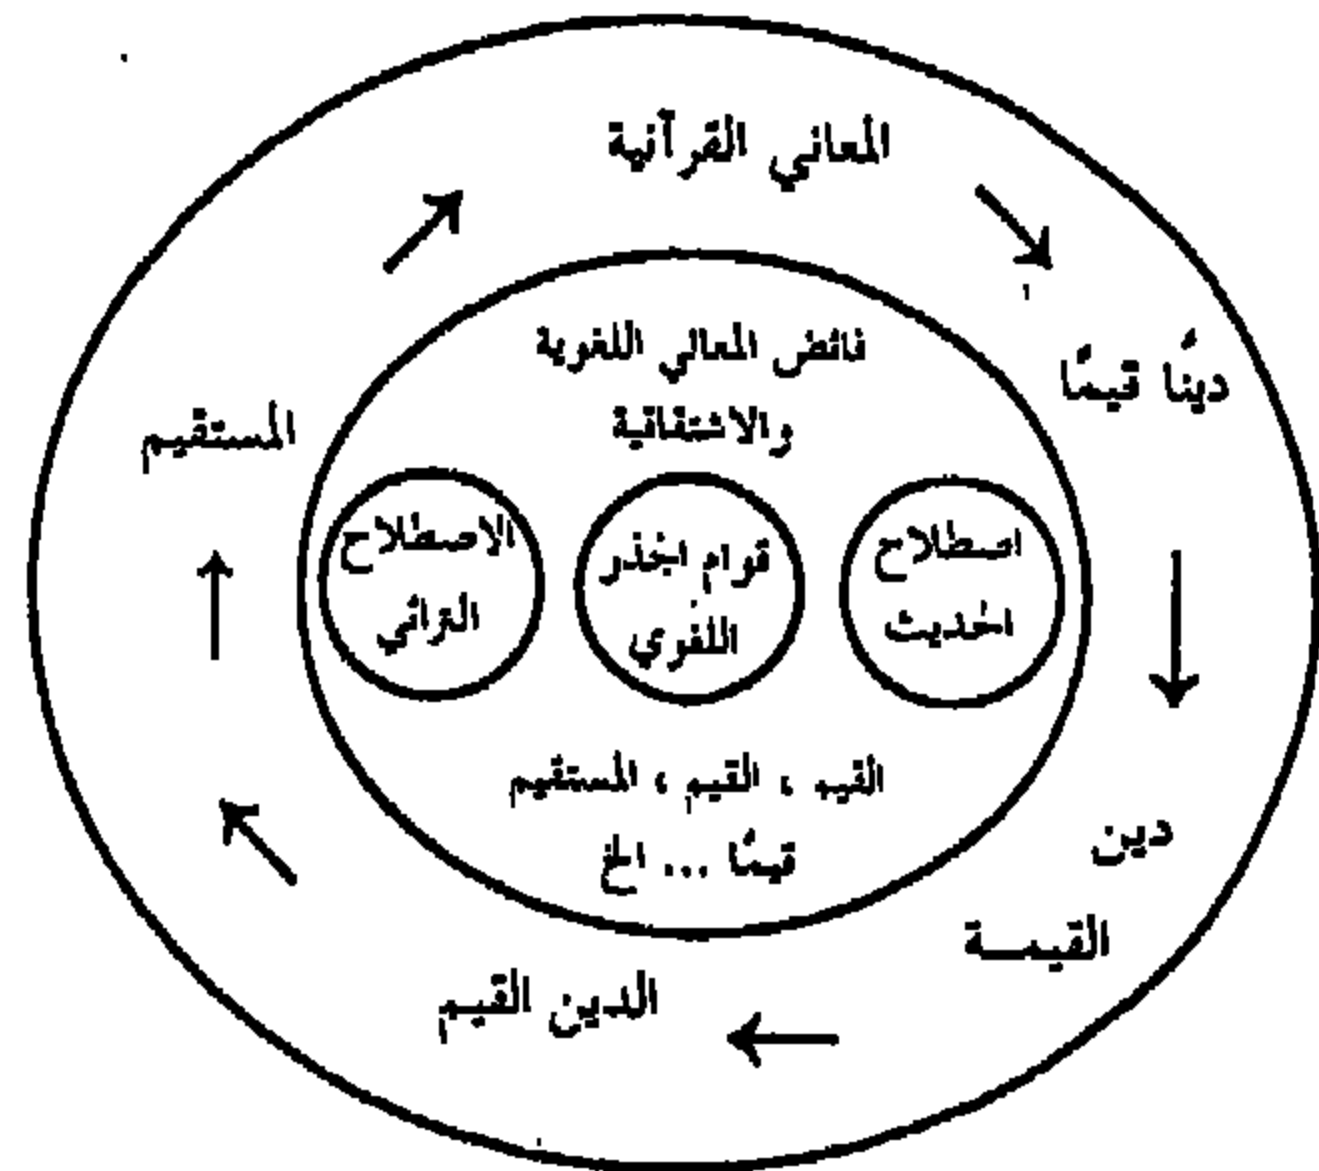 المعاني القرآنية
دينًا قيمًا
دين
القيمـــة
الدين القيم
المستقيم
فائض المعاني اللغوية
والاشتقاقية
اصطلاح
الحديث
قوام الجذر
اللغوي
الاصطلاح
التراثي
القيم ، القيم ، المستقيم
قيمًا ... الخ